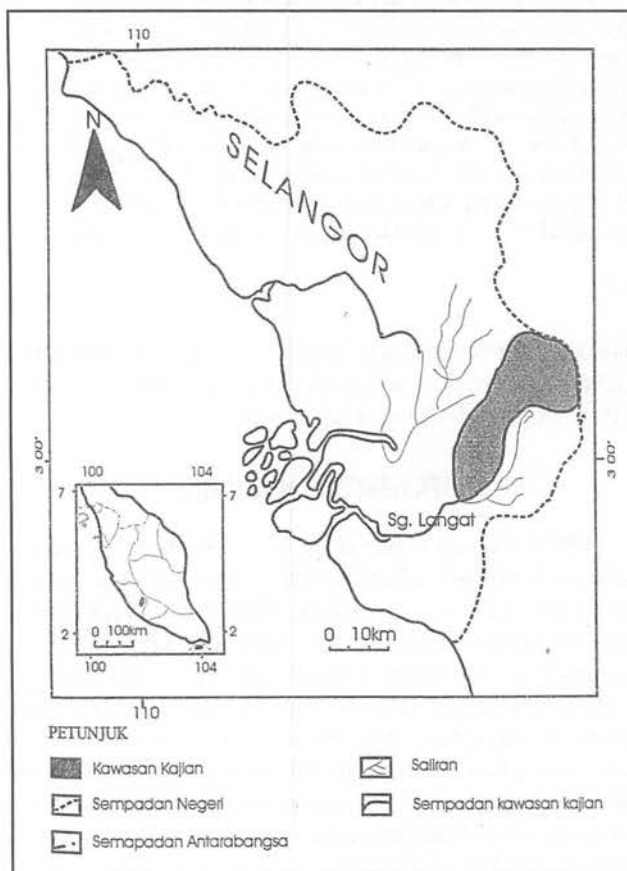 110
N
SELANGOR
3 00'
3 00'
Sg. Langat
100 104
7 7
2 2
0 100km
100 104
0 10km
110
PETUNJUK
Kawasan Kajian
Saliran
Sempadan Negeri
Sempadan kawasan kajian
Semapadan Antarabangsa